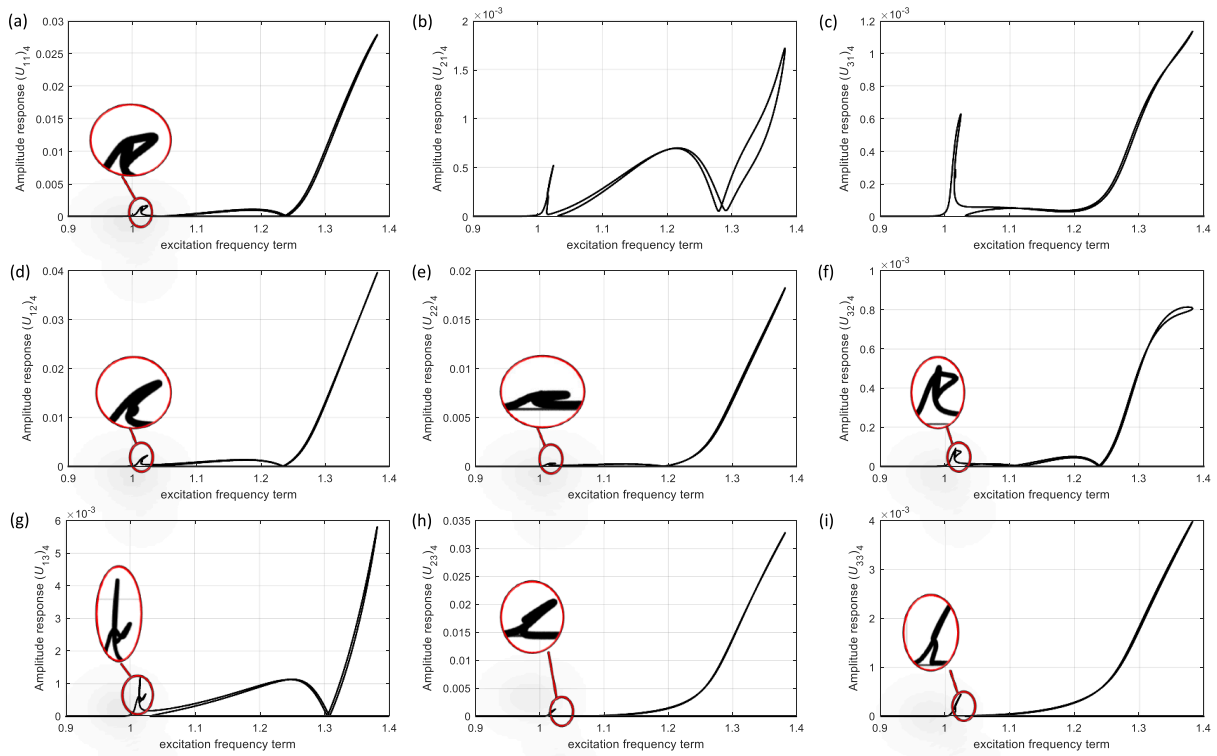 (a)
Amplitude response (U11)4
0.03
0.025
0.02
0.015
0.01
0.005
0
0.9 1 1.1 1.2 1.3 1.4
excitation frequency term
(b)
Amplitude response (U21)4
×10-3
2
1.5
1
0.5
0
0.9 1 1.1 1.2 1.3 1.4
excitation frequency term
(c)
Amplitude response (U31)4
×10-3
1.2
1
0.8
0.6
0.4
0.2
0
0.9 1 1.1 1.2 1.3 1.4
excitation frequency term
(d)
Amplitude response (U12)4
0.04
0.03
0.02
0.01
0
0.9 1 1.1 1.2 1.3 1.4
excitation frequency term
(e)
Amplitude response (U22)4
0.02
0.015
0.01
0.005
0
0.9 1 1.1 1.2 1.3 1.4
excitation frequency term
(f)
Amplitude response (U32)4
×10-3
1
0.8
0.6
0.4
0.2
0
0.9 1 1.1 1.2 1.3 1.4
excitation frequency term
(g)
Amplitude response (U13)4
×10-3
6
5
4
3
2
1
0
0.9 1 1.1 1.2 1.3 1.4
excitation frequency term
(h)
Amplitude response (U23)4
0.035
0.03
0.025
0.02
0.015
0.01
0.005
0
0.9 1 1.1 1.2 1.3 1.4
excitation frequency term
(i)
Amplitude response (U33)4
×10-3
4
3
2
1
0
0.9 1 1.1 1.2 1.3 1.4
excitation frequency term